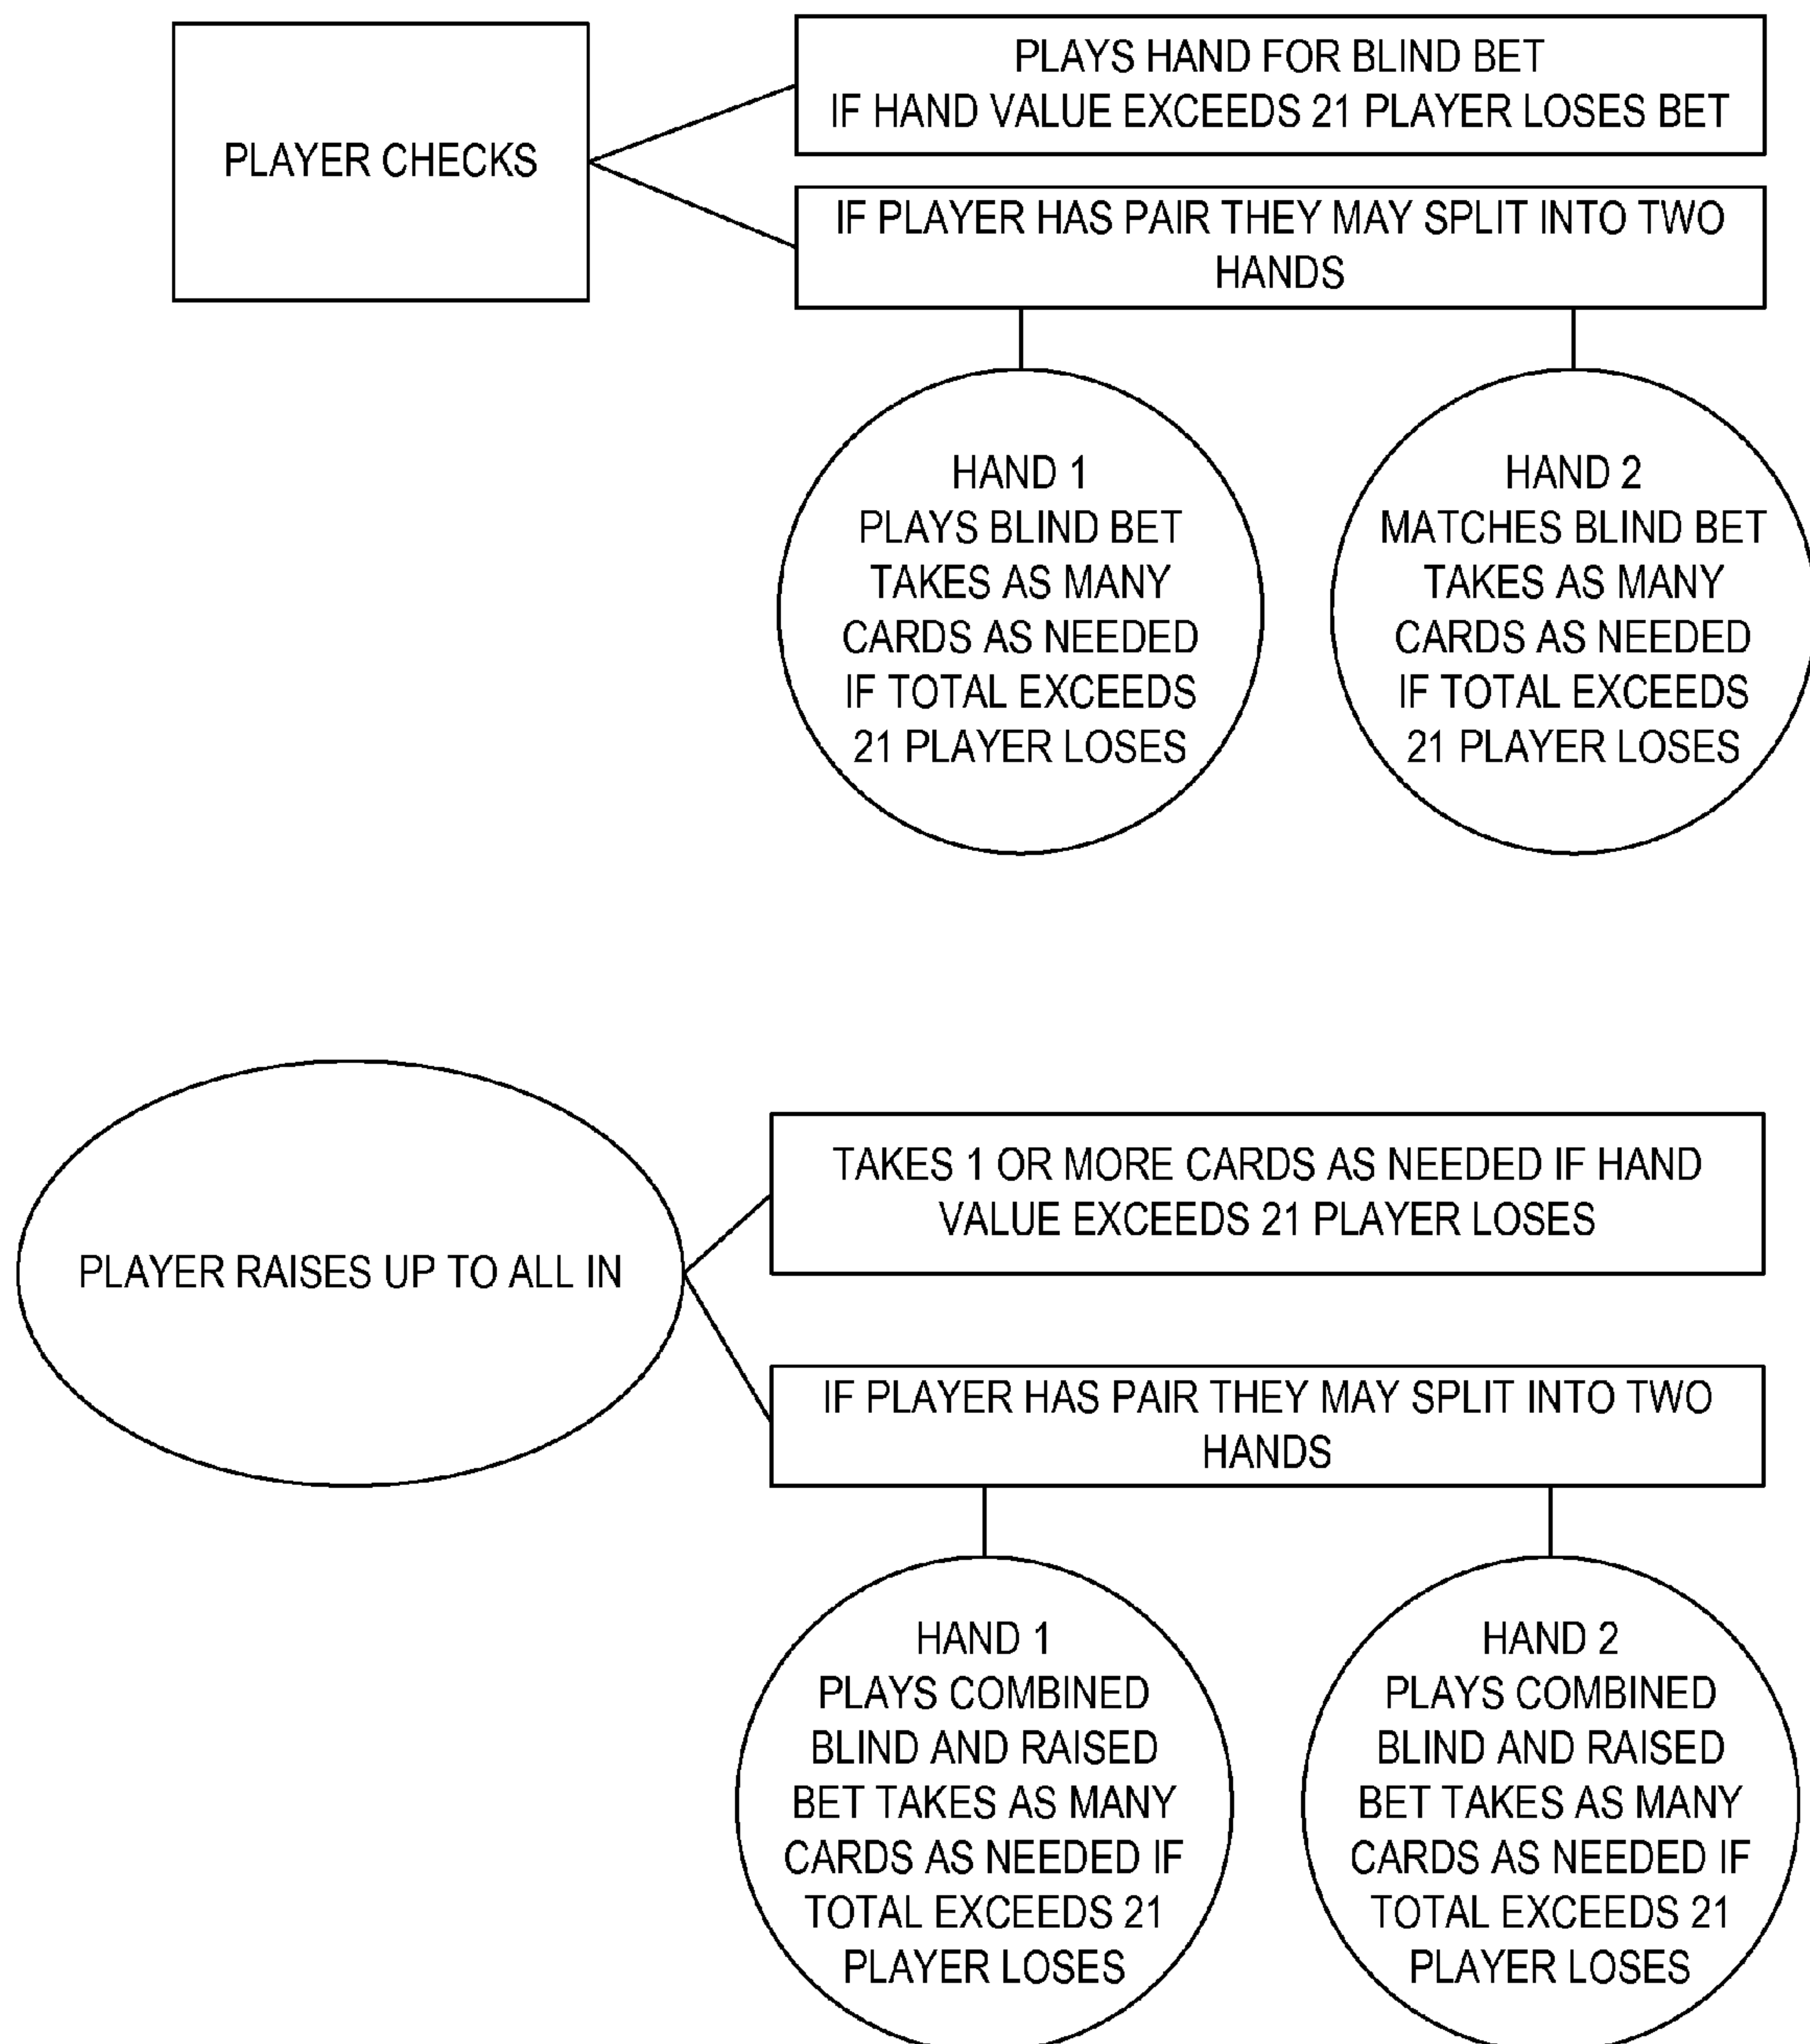 PLAYER CHECKS
PLAYS HAND FOR BLIND BET
IF HAND VALUE EXCEEDS 21 PLAYER LOSES BET
IF PLAYER HAS PAIR THEY MAY SPLIT INTO TWO
HANDS
HAND 1
PLAYS BLIND BET
TAKES AS MANY
CARDS AS NEEDED
IF TOTAL EXCEEDS
21 PLAYER LOSES
HAND 2
MATCHES BLIND BET
TAKES AS MANY
CARDS AS NEEDED
IF TOTAL EXCEEDS
21 PLAYER LOSES
PLAYER RAISES UP TO ALL IN
TAKES 1 OR MORE CARDS AS NEEDED IF HAND
VALUE EXCEEDS 21 PLAYER LOSES
IF PLAYER HAS PAIR THEY MAY SPLIT INTO TWO
HANDS
HAND 1
PLAYS COMBINED
BLIND AND RAISED
BET TAKES AS MANY
CARDS AS NEEDED IF
TOTAL EXCEEDS 21
PLAYER LOSES
HAND 2
PLAYS COMBINED
BLIND AND RAISED
BET TAKES AS MANY
CARDS AS NEEDED IF
TOTAL EXCEEDS 21
PLAYER LOSES